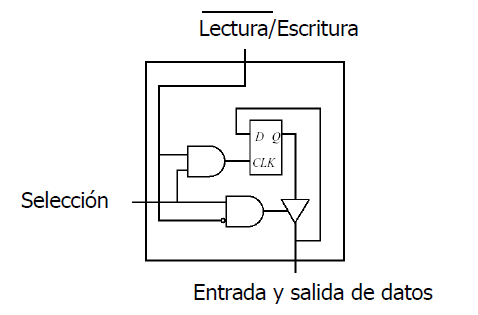 Lectura/Escritura
D Q
CLK
Selección
Entrada y salida de datos